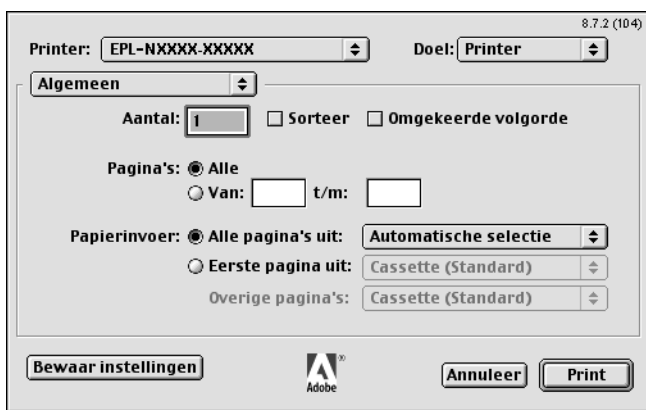 8.7.2 (104)
Printer: EPL-NXXXX-XXXXX Doel: Printer
Algemeen
Aantal: 1 Sorteer Omgekeerde volgorde
Pagina's: Alle
Van: t/m:
Papierinvoer: Alle pagina's uit: Automatische selectie
Eerste pagina uit: Cassette (Standard)
Overige pagina's: Cassette (Standard)
Bewaar instellingen Adobe ® Annuleer Print